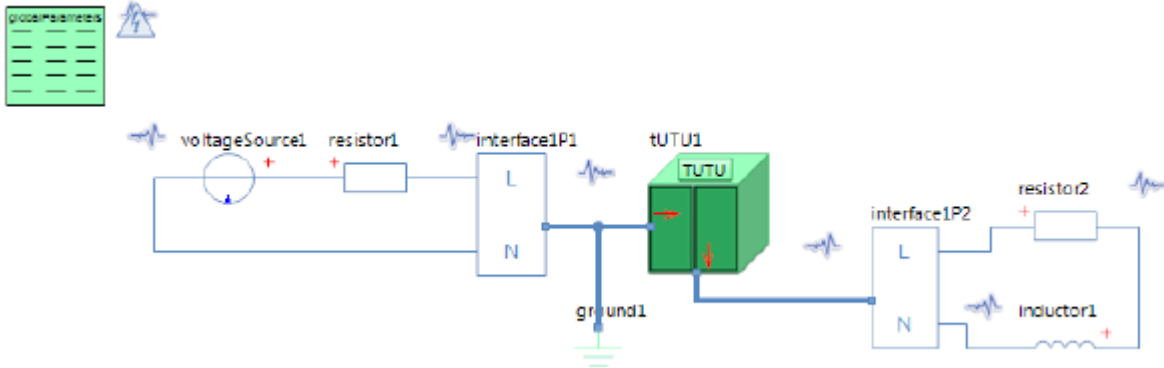 globalParameters
voltageSource1
resistor1
interface1P1
tUTU1
TUTU
L
N
ground1
interface1P2
L
N
resistor2
inductor1